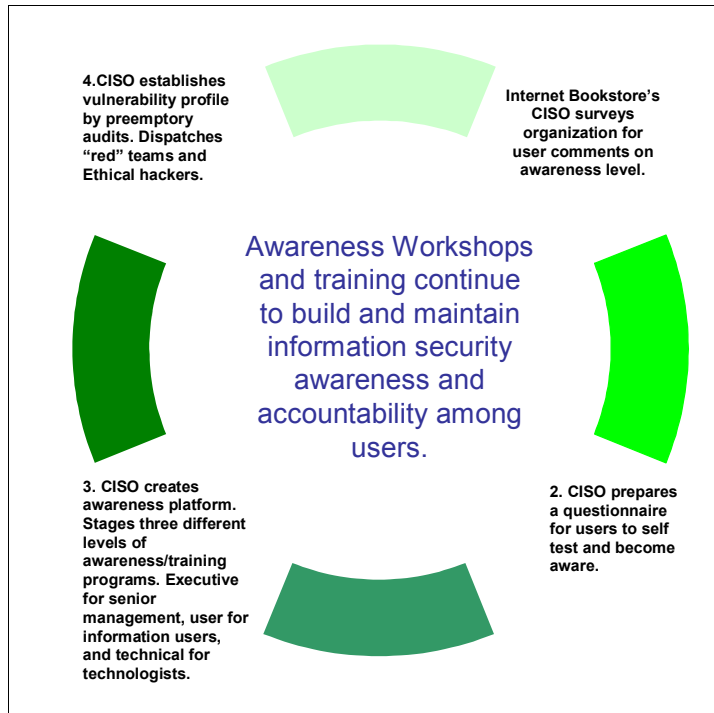 4.CISO establishes
vulnerability profile
by preemptory
audits. Dispatches
“red” teams and
Ethical hackers.
Internet Bookstore’s
CISO surveys
organization for
user comments on
awareness level.
Awareness Workshops
and training continue
to build and maintain
information security
awareness and
accountability among
users.
3. CISO creates
awareness platform.
Stages three different
levels of
awareness/training
programs. Executive
for senior
management, user for
information users,
and technical for
technologists.
2. CISO prepares
a questionnaire
for users to self
test and become
aware.